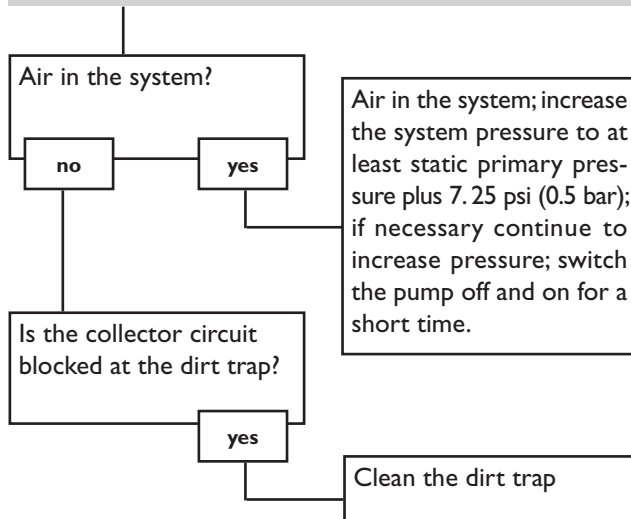 Air in the system?
no
yes
Air in the system; increase
the system pressure to at
least static primary pres-
sure plus 7. 25 psi (0.5 bar);
if necessary continue to
increase pressure; switch
the pump off and on for a
short time.
Is the collector circuit
blocked at the dirt trap?
yes
Clean the dirt trap